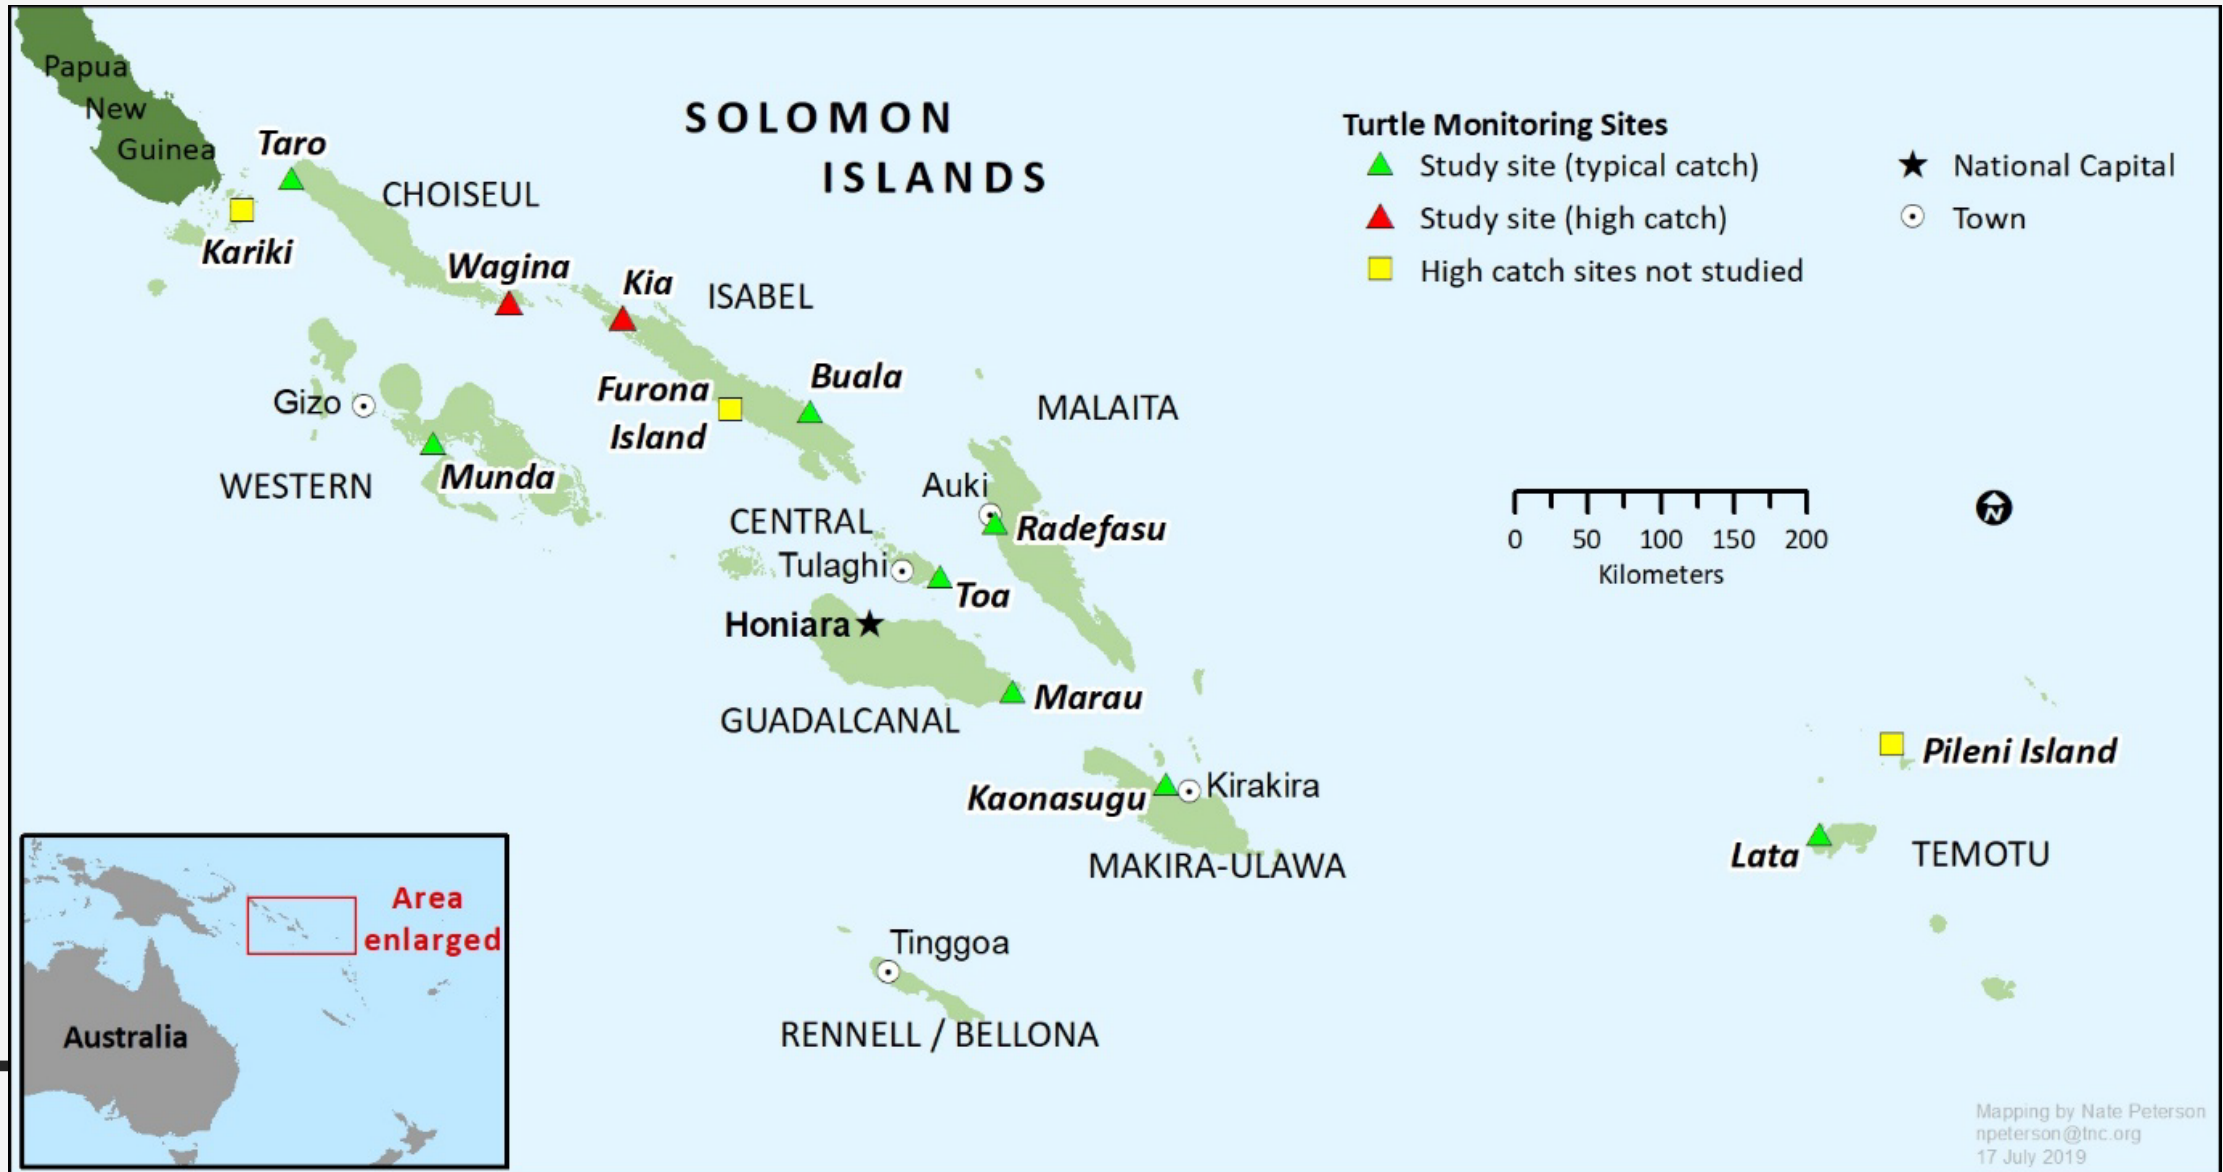 SOLOMON
ISLANDS
Papua
New
Guinea
Taro
CHOISEUL
Kariki
Wagina
Kia
ISABEL
Buala
Furona
Island
Gizo
Munda
WESTERN
MALAITA
Auki
Radefasu
CENTRAL
Tulaghi
Toa
Honiara
Marau
GUADALCANAL
Kaonasugu
Kirakira
MAKIRA-ULAWA
Pileni Island
Lata
TEMOTU
Tinggoa
RENNELL / BELLONA
Turtle Monitoring Sites
Study site (typical catch)
Study site (high catch)
High catch sites not studied
National Capital
Town
0 50 100 150 200
Kilometers
N
Area
enlarged
Australia
Mapping by Nate Peterson
npeterson@tnc.org
17 July 2019